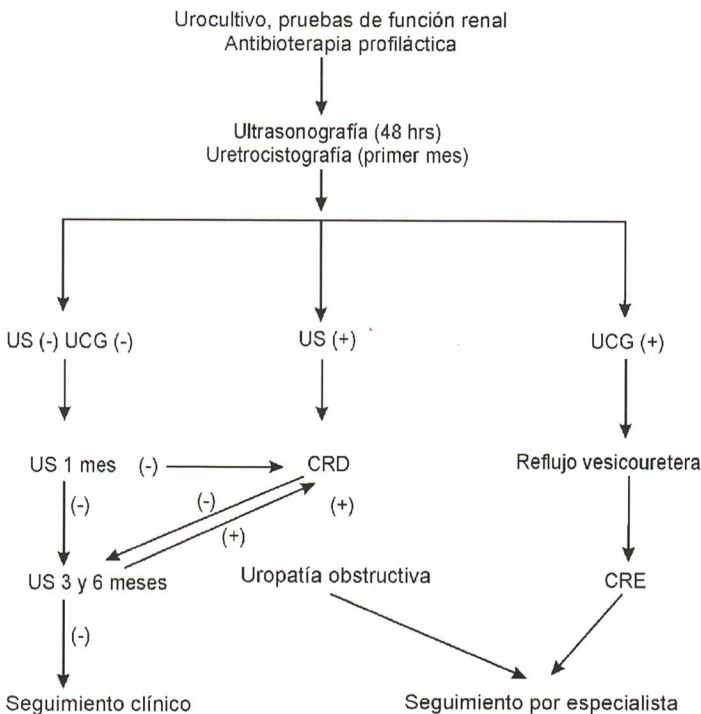 Urocultivo, pruebas de función renal
Antibioterapia profiláctica
Ultrasonografía (48 hrs)
Uretrocistografía (primer mes)
US (-) UCG (-)
US (+)
UCG (+)
US 1 mes (-)
CRD
Reflujo vesicouretera
(-)
(-)
(+)
(+)
US 3 y 6 meses
Uropatía obstructiva
CRE
(-)
Seguimiento clínico
Seguimiento por especialista